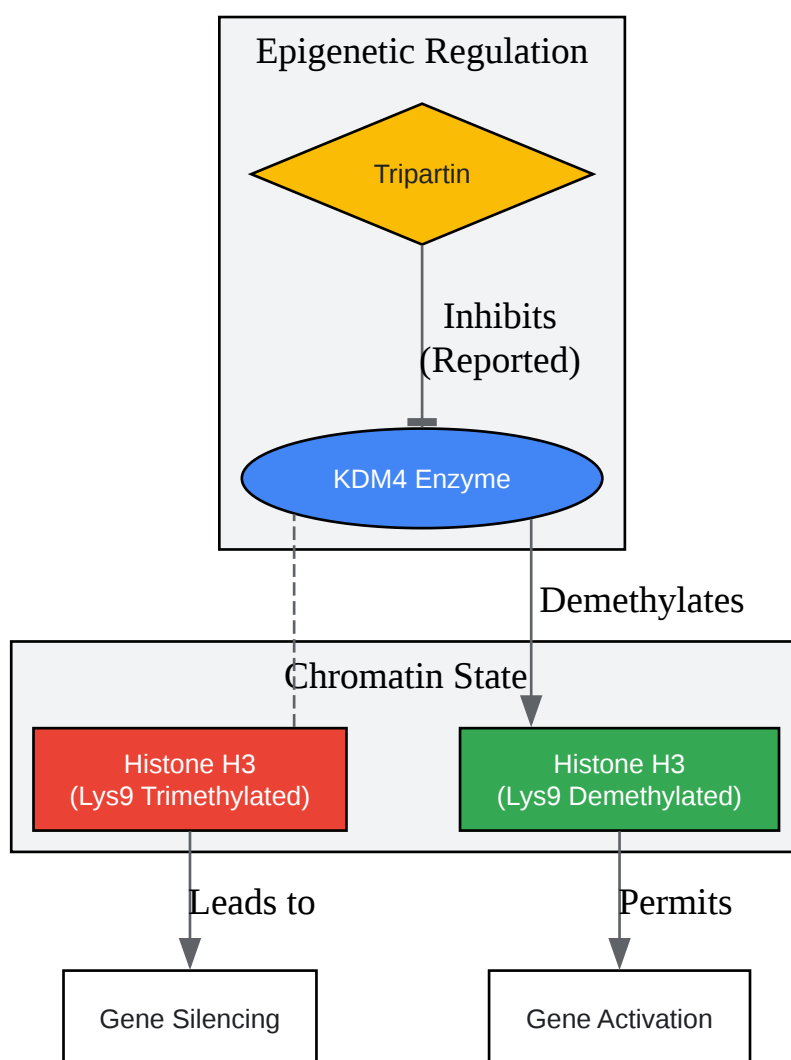 Epigenetic Regulation
Tripartin
Inhibits
(Reported)
KDM4 Enzyme
Demethylates
Chromatin State
Histone H3
(Lys9 Trimethylated)
Histone H3
(Lys9 Demethylated)
Leads to
Permits
Gene Silencing
Gene Activation